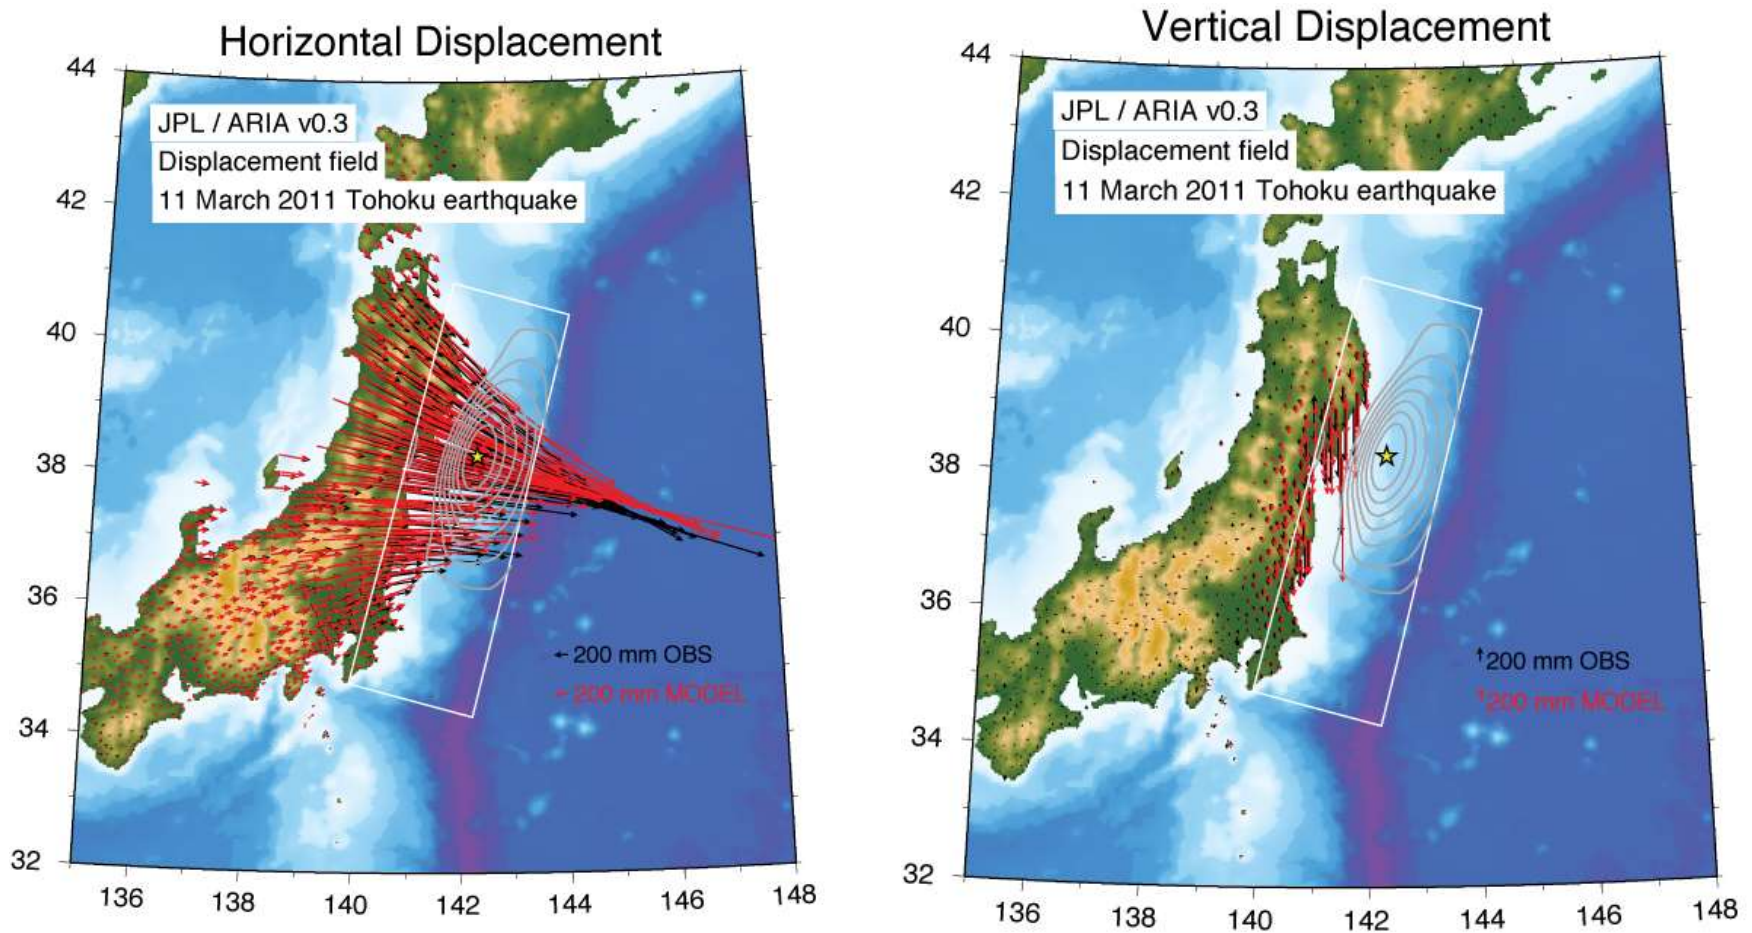 Horizontal Displacement
44
42
40
38
36
34
32
136
138
140
142
144
146
148
JPL / ARIA v0.3
Displacement field
11 March 2011 Tohoku earthquake
200 mm OBS
200 mm MODEL
Vertical Displacement
44
42
40
38
36
34
32
136
138
140
142
144
146
148
JPL / ARIA v0.3
Displacement field
11 March 2011 Tohoku earthquake
200 mm OBS
200 mm MODEL